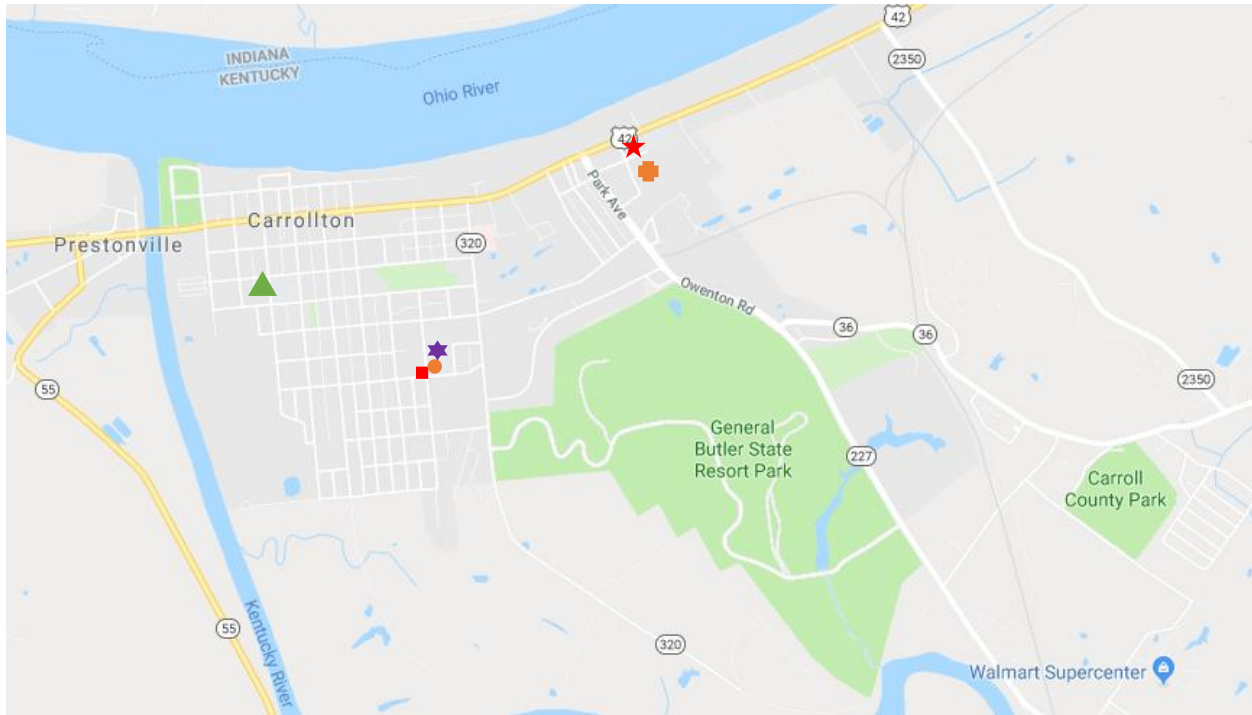 42
INDIANA
KENTUCKY
2350
Ohio River
42
Park Ave
Carrollton
Prestonville
320
Owenton Rd
36
36
55
2350
General
Butler State
Resort Park
227
Carroll
County Park
Kentucky River
55
320
Walmart Supercenter